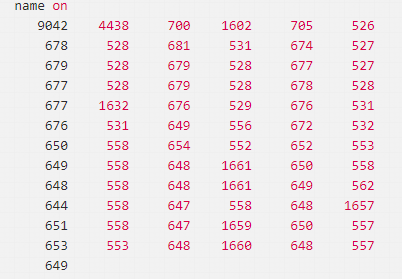 name on
9042 4438 700 1602 705 526
678 528 681 531 674 527
679 528 679 528 677 527
677 528 679 528 678 528
677 1632 676 529 676 531
676 531 649 556 672 532
650 558 654 552 652 553
649 558 648 1661 650 558
648 558 648 1661 649 562
644 558 647 558 648 1657
651 558 647 1659 650 557
653 553 648 1660 648 557
649